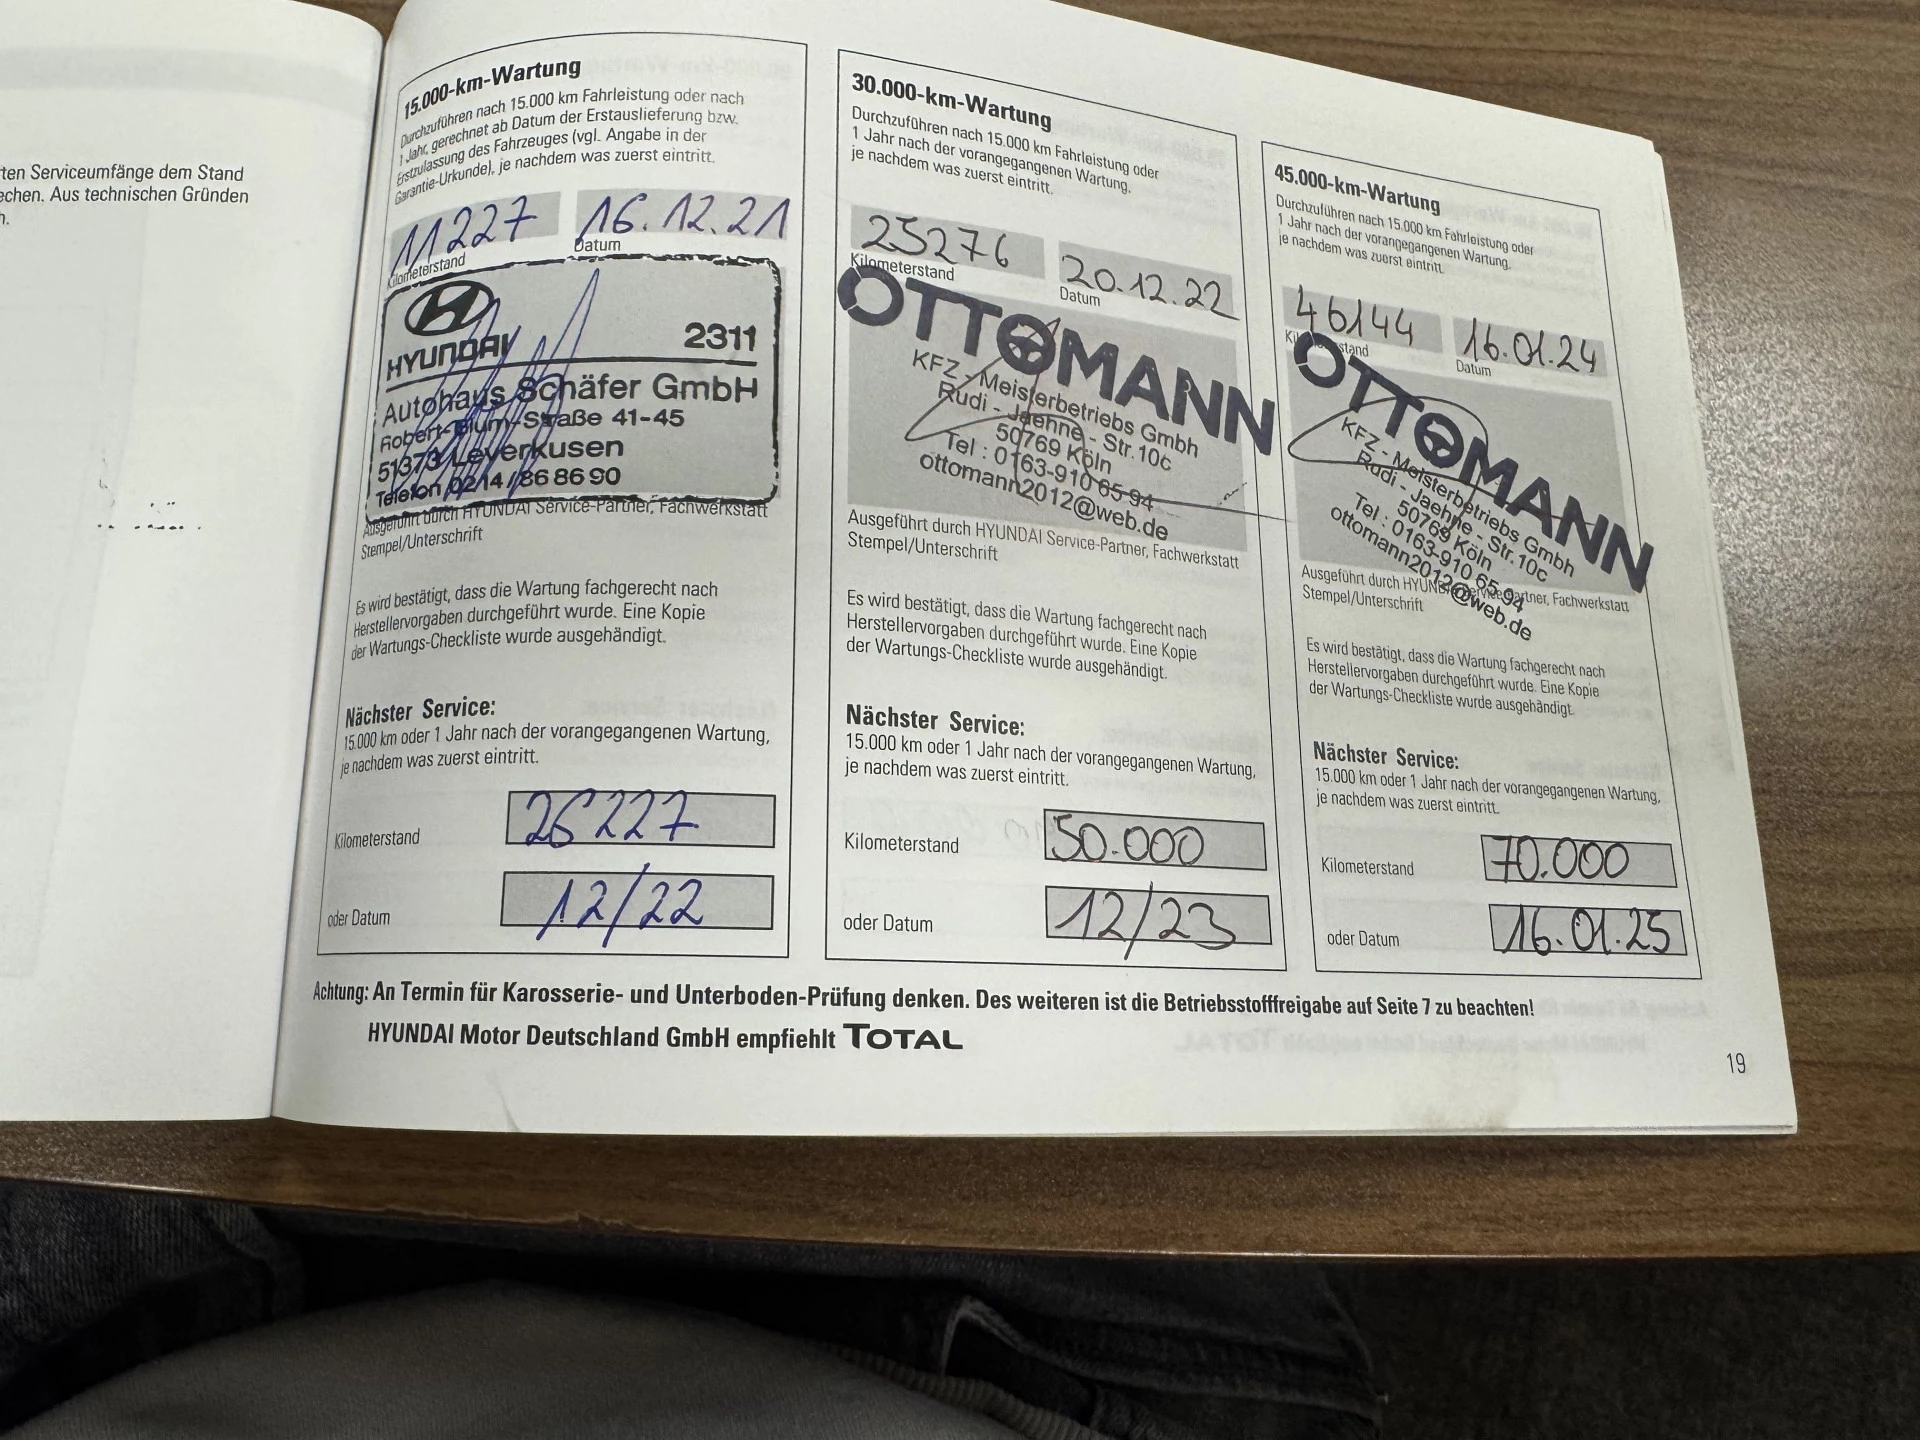 rten Serviceumfänge dem Stand
echen. Aus technischen Gründen
n.
15.000-km-Wartung
Durchzuführen nach 15.000 km Fahrleistung oder nach
1 Jahr, gerechnet ab Datum der Erstauslieferung bzw.
Erstzulassung des Fahrzeuges (vgl. Angabe in der
Garantie-Urkunde), je nachdem was zuerst eintritt.
11227 16.12.21
Kilometerstand Datum
HYUNDAI 2311
Autohaus Schäfer GmbH
Robert-Blum-Straße 41-45
51373 Leverkusen
Telefon 0214/868690
Ausgeführt durch HYUNDAI Service-Partner, Fachwerkstatt
Stempel/Unterschrift
Es wird bestätigt, dass die Wartung fachgerecht nach
Herstellervorgaben durchgeführt wurde. Eine Kopie
der Wartungs-Checkliste wurde ausgehändigt.
Nächster Service:
15.000 km oder 1 Jahr nach der vorangegangenen Wartung,
je nachdem was zuerst eintritt.
Kilometerstand 26227
oder Datum 12/22
30.000-km-Wartung
Durchzuführen nach 15.000 km Fahrleistung oder
1 Jahr nach der vorangegangenen Wartung,
je nachdem was zuerst eintritt.
25276 20.12.22
Kilometerstand Datum
OTTOMANN
KFZ - Meisterbetriebs Gmbh
Rudi - Jaehne - Str. 10c
50769 Köln
Tel : 0163-910 65 94
ottomann2012@web.de
Ausgeführt durch HYUNDAI Service-Partner, Fachwerkstatt
Stempel/Unterschrift
Es wird bestätigt, dass die Wartung fachgerecht nach
Herstellervorgaben durchgeführt wurde. Eine Kopie
der Wartungs-Checkliste wurde ausgehändigt.
Nächster Service:
15.000 km oder 1 Jahr nach der vorangegangenen Wartung,
je nachdem was zuerst eintritt.
Kilometerstand 50.000
oder Datum 12/23
45.000-km-Wartung
Durchzuführen nach 15.000 km Fahrleistung oder
1 Jahr nach der vorangegangenen Wartung,
je nachdem was zuerst eintritt.
46144 16.01.24
Kilometerstand Datum
OTTOMANN
KFZ - Meisterbetriebs Gmbh
Rudi - Jaehne - Str. 10c
50769 Köln
Tel : 0163-910 65 94
ottomann2012@web.de
Ausgeführt durch HYUNDAI Service-Partner, Fachwerkstatt
Stempel/Unterschrift
Es wird bestätigt, dass die Wartung fachgerecht nach
Herstellervorgaben durchgeführt wurde. Eine Kopie
der Wartungs-Checkliste wurde ausgehändigt.
Nächster Service:
15.000 km oder 1 Jahr nach der vorangegangenen Wartung,
je nachdem was zuerst eintritt.
Kilometerstand 70.000
oder Datum 16.01.25
Achtung: An Termin für Karosserie- und Unterboden-Prüfung denken. Des weiteren ist die Betriebsstofffreigabe auf Seite 7 zu beachten!
HYUNDAI Motor Deutschland GmbH empfiehlt TOTAL
19